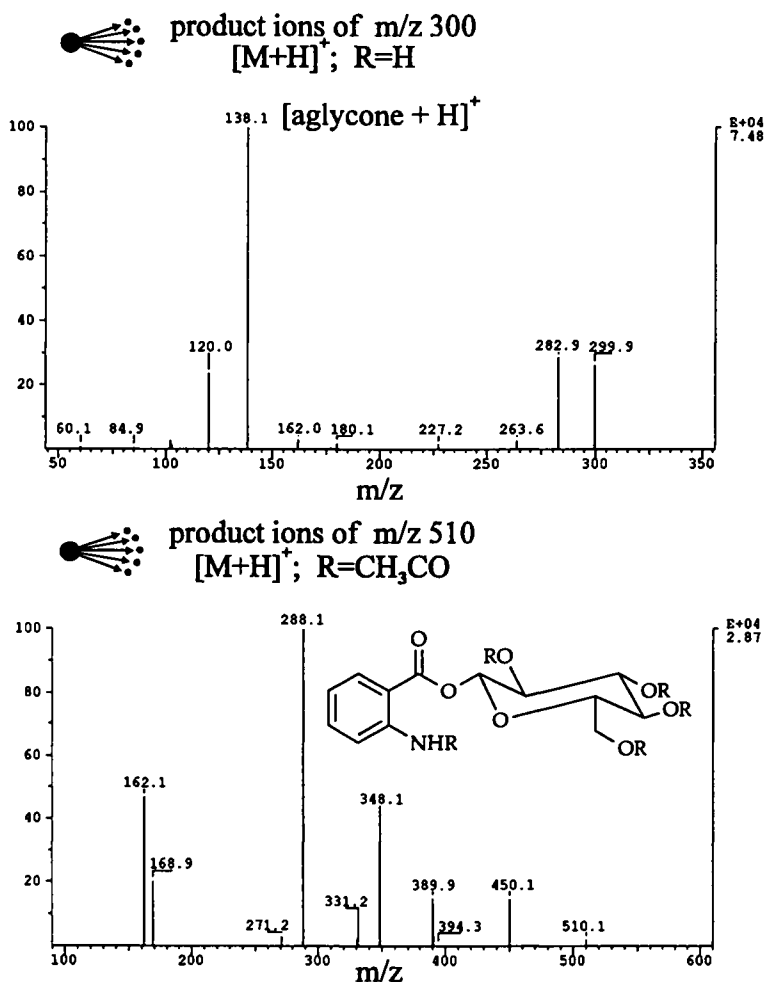 product ions of m/z 300
[M+H]+; R=H
138.1 [aglycone + H]+
100
E+04
7.48
80
60
40
120.0
282.9 299.9
20
60.1 84.9 162.0 180.1 227.2 263.6
50 100 150 200 250 300 350
m/z
product ions of m/z 510
[M+H]+; R=CH3CO
100
288.1
E+04
2.87
O
RO
O
OR
OR
O
NHR
OR
80
60
162.1
348.1
40
168.9
20
331.2
389.9
450.1
271.2
394.3
510.1
100 200 300 400 500 600
m/z